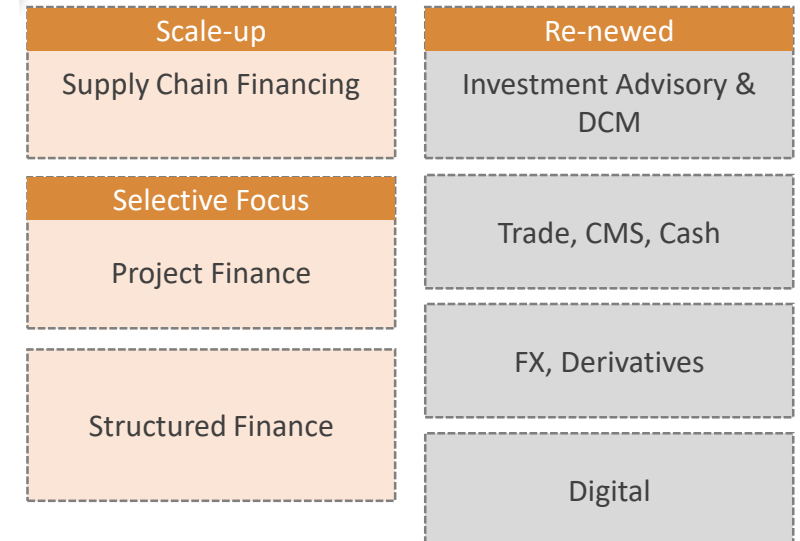 Scale-up
Supply Chain Financing
Selective Focus
Project Finance
Structured Finance
Re-newed
Investment Advisory &
DCM
Trade, CMS, Cash
FX, Derivatives
Digital